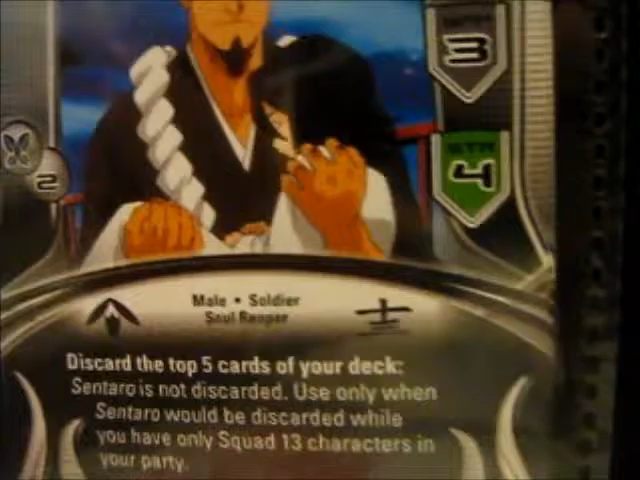 3
4
2
Male • Soldier
Soul Reaper
士
Discard the top 5 cards of your deck:
Sentaro is not discarded. Use only when
Sentaro would be discarded while
you have only Squad 13 characters in
your party.